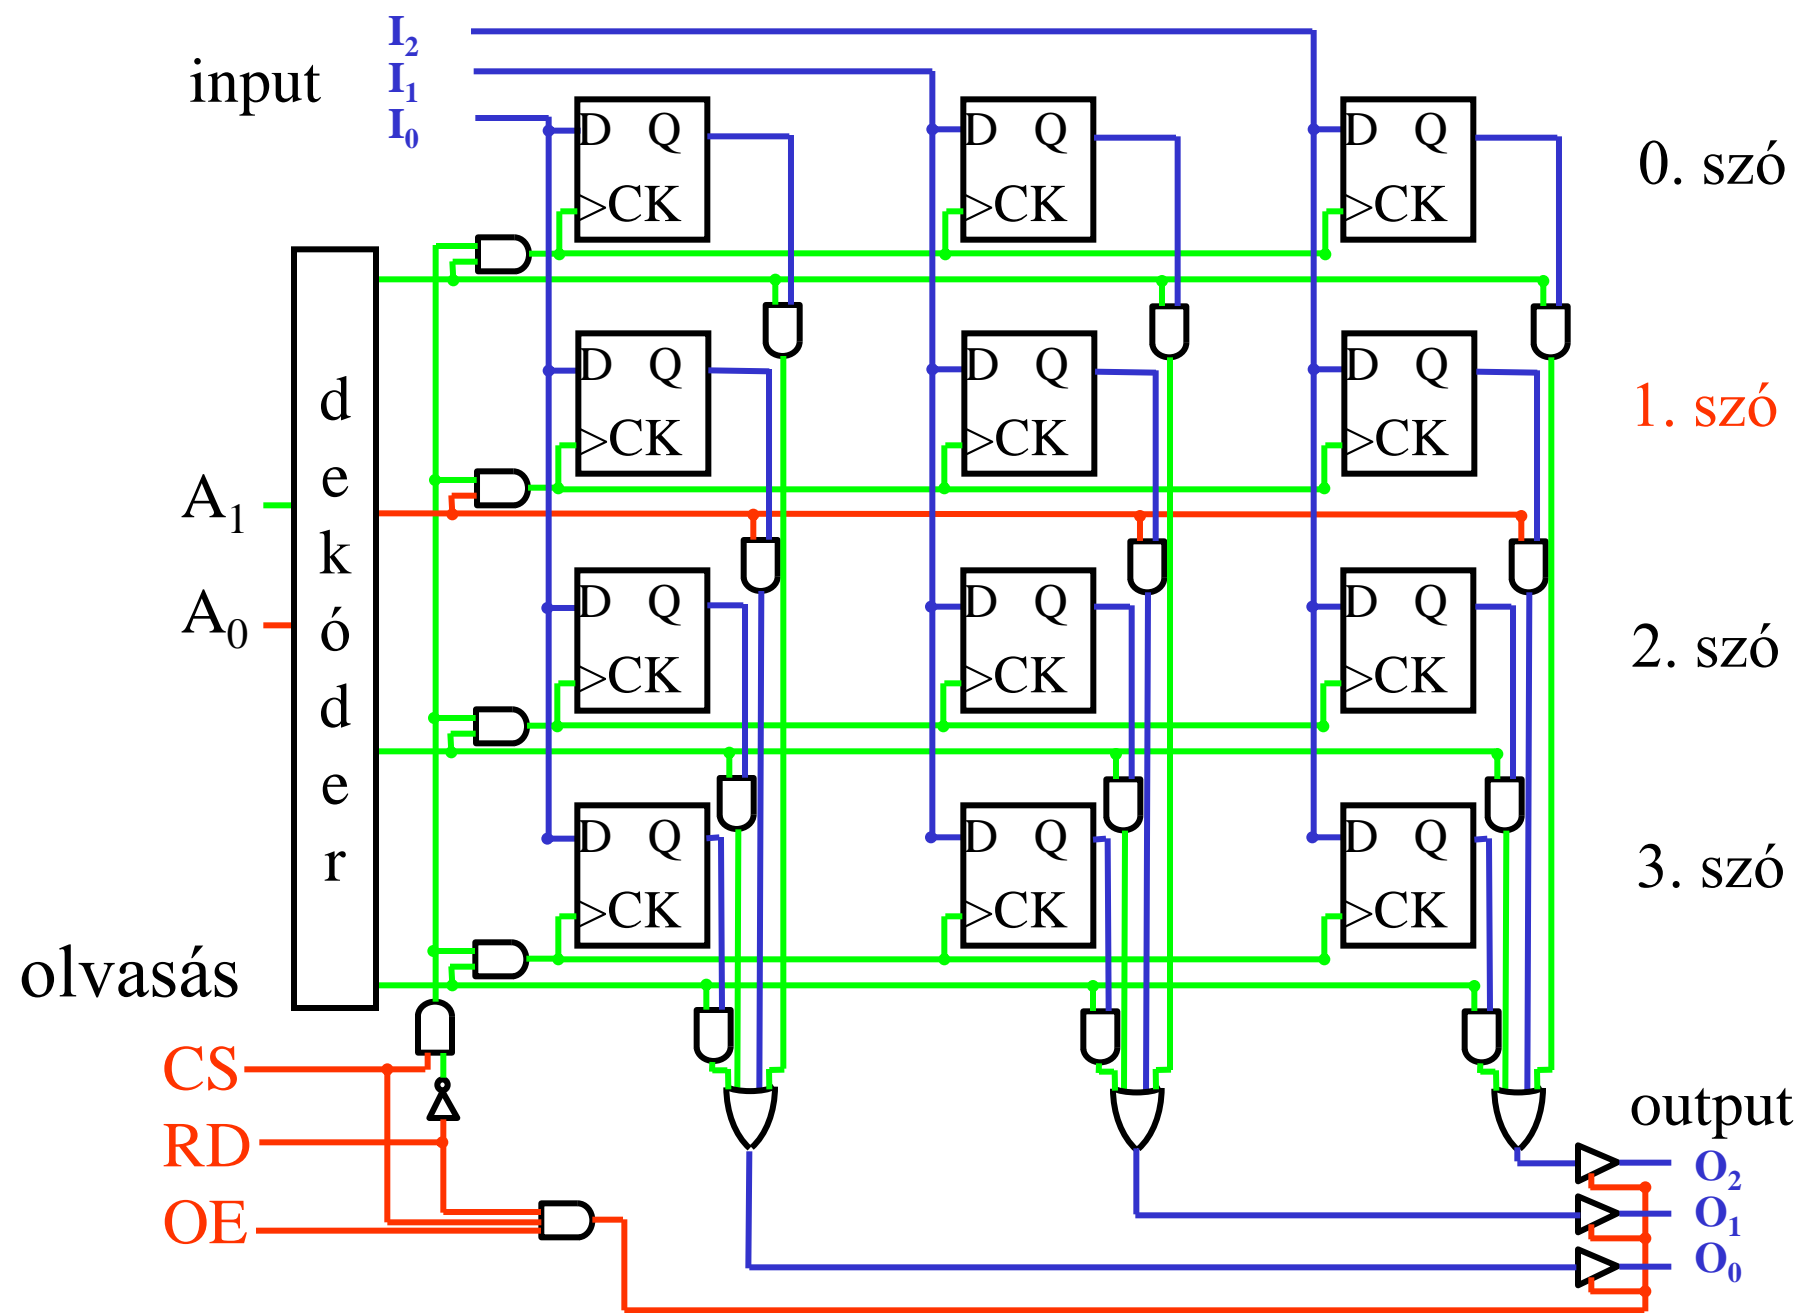 input
I2
I1
I0
D Q
>CK
D Q
>CK
D Q
>CK
0. szó
D Q
>CK
D Q
>CK
D Q
>CK
1. szó
dekóder
A1
A0
D Q
>CK
D Q
>CK
D Q
>CK
2. szó
D Q
>CK
D Q
>CK
D Q
>CK
3. szó
olvasás
CS
RD
OE
output
O2
O1
O0